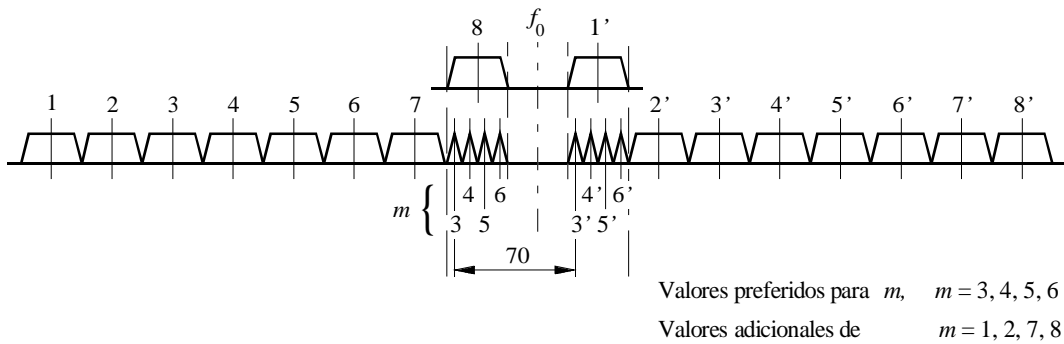 8 f0 1’
1 2 3 4 5 6 7 2’ 3’ 4’ 5’ 6’ 7’ 8’
4 6 4’ 6’
m {
3 5 3’ 5’
70
Valores preferidos para m, m = 3, 4, 5, 6
Valores adicionales de m = 1, 2, 7, 8